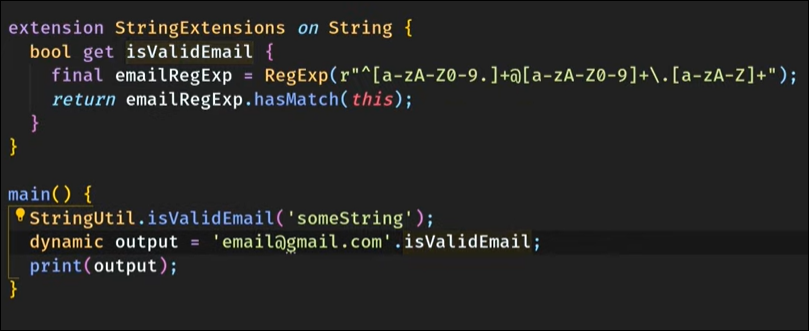 extension StringExtensions on String {
  bool get isValidEmail {
    final emailRegExp = RegExp(r"^[a-zA-Z0-9.]+@[a-zA-Z0-9]+\.[a-zA-Z]+");
    return emailRegExp.hasMatch(this);
  }
}
main() {
  StringUtil.isValidEmail('someString');
  dynamic output = 'email@gmail.com'.isValidEmail;
  print(output);
}